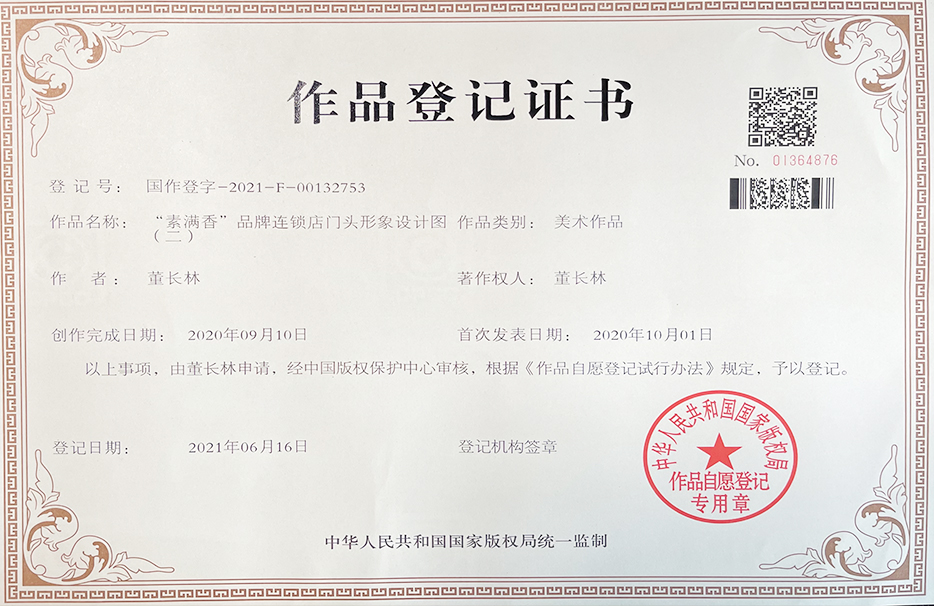 作品登记证书
No. 01364876
登 记 号： 国作登字-2021-F-00132753
作品名称： “素满香”品牌连锁店门头形象设计图（二） 作品类别： 美术作品
作 者： 董长林 著作权人： 董长林
创作完成日期： 2020年09月10日 首次发表日期： 2020年10月01日
以上事项，由董长林申请，经中国版权保护中心审核，根据《作品自愿登记试行办法》规定，予以登记。
登记日期： 2021年06月16日 登记机构签章
中华人民共和国国家版权局
作品自愿登记
专用章
中华人民共和国国家版权局统一监制